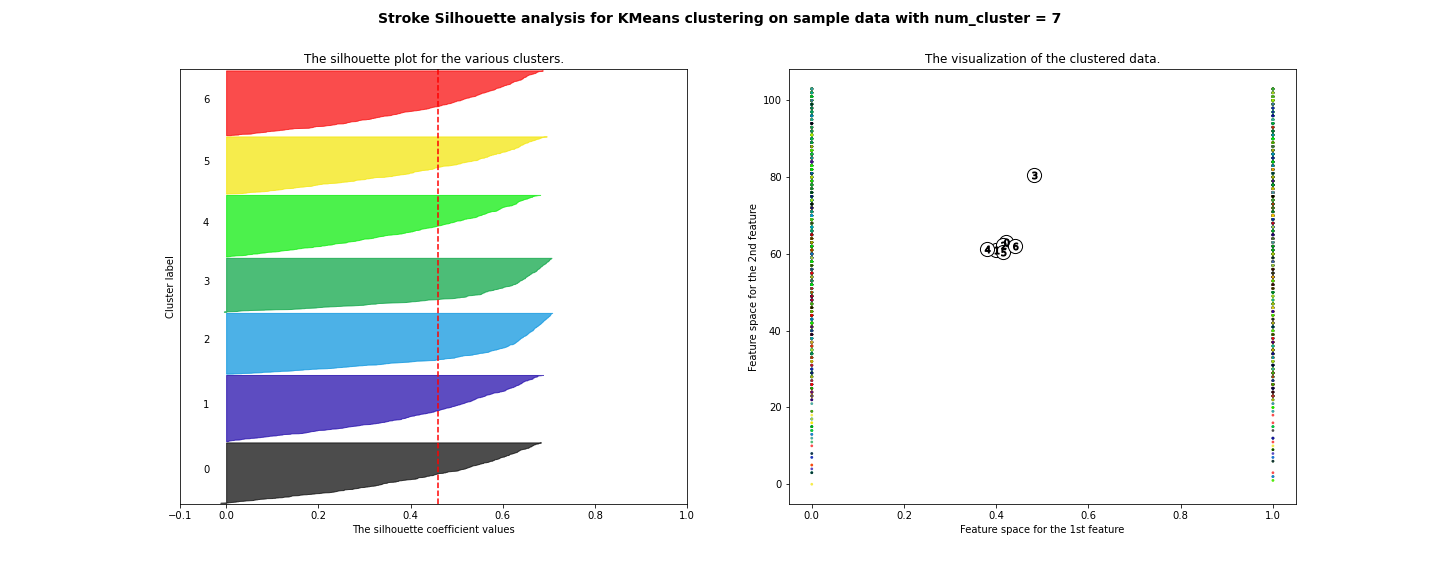 Stroke Silhouette analysis for KMeans clustering on sample data with num_cluster = 7
The silhouette plot for the various clusters.
Cluster label
6
5
4
3
2
1
0
−0.1 0.0 0.2 0.4 0.6 0.8 1.0
The silhouette coefficient values
The visualization of the clustered data.
Feature space for the 2nd feature
100
80
60
40
20
0
3
0
4
5
6
0.0 0.2 0.4 0.6 0.8 1.0
Feature space for the 1st feature